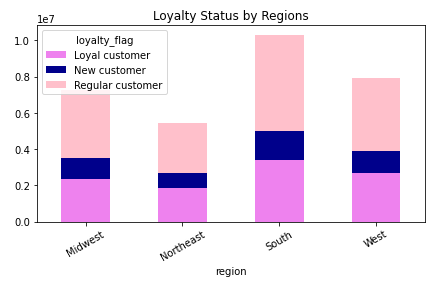 Loyalty Status by Regions
1e7
loyalty_flag
Loyal customer
New customer
Regular customer
1.0
0.8
0.6
0.4
0.2
0.0
Midwest
Northeast
South
West
region